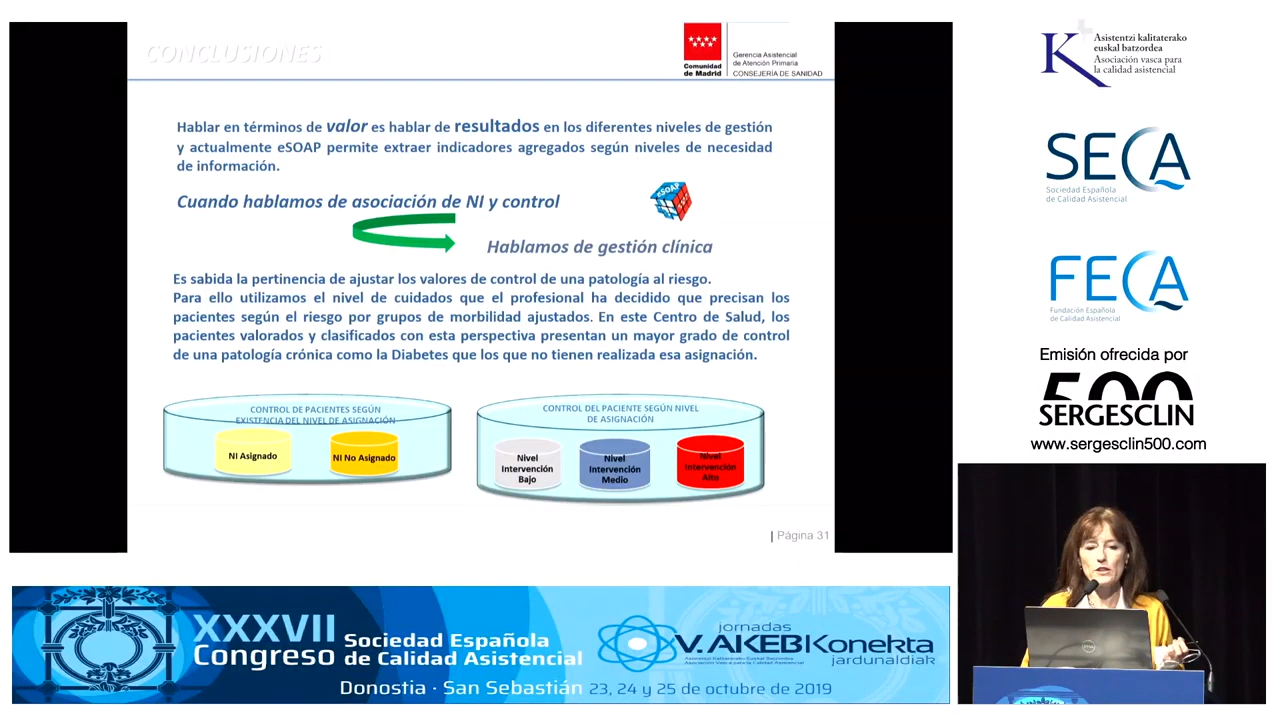 CONCLUSIONES
Comunidad
de Madrid
Gerencia Asistencial
de Atención Primaria
CONSEJERÍA DE SANIDAD
Hablar en términos de valor es hablar de resultados en los diferentes niveles de gestión
y actualmente eSOAP permite extraer indicadores agregados según niveles de necesidad
de información.
Cuando hablamos de asociación de NI y control
eSOAP
Hablamos de gestión clínica
Es sabida la pertinencia de ajustar los valores de control de una patología al riesgo.
Para ello utilizamos el nivel de cuidados que el profesional ha decidido que precisan los
pacientes según el riesgo por grupos de morbilidad ajustados. En este Centro de Salud, los
pacientes valorados y clasificados con esta perspectiva presentan un mayor grado de control
de una patología crónica como la Diabetes que los que no tienen realizada esa asignación.
CONTROL DE PACIENTES SEGÚN
EXISTENCIA DEL NIVEL DE ASIGNACIÓN
NI Asignado
NI No Asignado
CONTROL DEL PACIENTE SEGÚN NIVEL
DE ASIGNACIÓN
Nivel
Intervención
Bajo
Nivel
Intervención
Medio
Nivel
Intervención
Alto
| Página 31
K
Asistentzi kalitaterako
euskal batzordea
Asociación vasca para
la calidad asistencial
SECA
Sociedad Española
de Calidad Asistencial
FECA
Fundación Española
de Calidad Asistencial
Emisión ofrecida por
500
SERGESCLIN
www.sergesclin500.com
DELL
XXXVII
Congreso
Sociedad Española
de Calidad Asistencial
Donostia · San Sebastián 23, 24 y 25 de octubre de 2019
jornadas
V.AKEBIKonekta
jardunaldiak